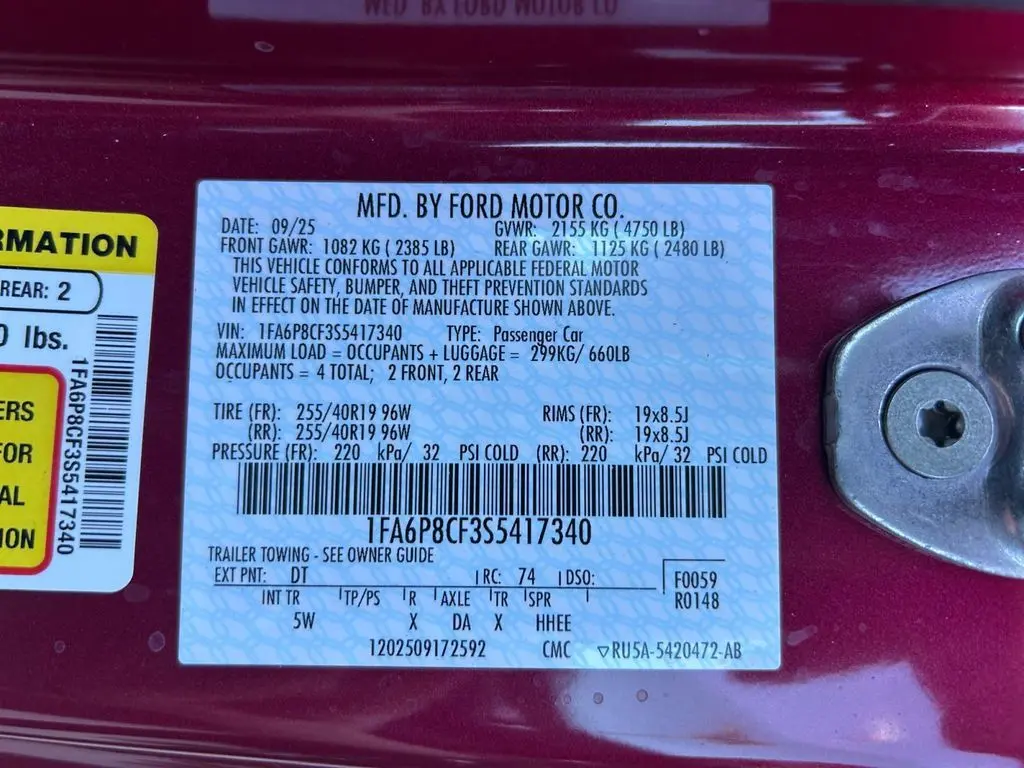 MFD. BY FORD MOTOR CO.
RMATION
REAR: 2
0 lbs.
ERS
FOR
AL
ION
1FA6P8CF3S5417340
MFD. BY FORD MOTOR CO.
DATE: 09/25 GVWR: 2155 KG ( 4750 LB)
FRONT GAWR: 1082 KG ( 2385 LB) REAR GAWR: 1125 KG ( 2480 LB)
THIS VEHICLE CONFORMS TO ALL APPLICABLE FEDERAL MOTOR
VEHICLE SAFETY, BUMPER, AND THEFT PREVENTION STANDARDS
IN EFFECT ON THE DATE OF MANUFACTURE SHOWN ABOVE.
VIN: 1FA6P8CF3S5417340 TYPE: Passenger Car
MAXIMUM LOAD = OCCUPANTS + LUGGAGE = 299KG/ 660LB
OCCUPANTS = 4 TOTAL; 2 FRONT, 2 REAR
TIRE (FR): 255/40R19 96W RIMS (FR): 19x8.5J
(RR): 255/40R19 96W (RR): 19x8.5J
PRESSURE (FR): 220 kPa/ 32 PSI COLD (RR): 220 kPa/ 32 PSI COLD
1FA6P8CF3S5417340
TRAILER TOWING - SEE OWNER GUIDE
EXT PNT: DT RC: 74 DSO: F0059
INT TR TP/PS R AXLE TR SPR R0148
5W X DA X HHEE
1202509172592 CMC ▽RU5A-5420472-AB